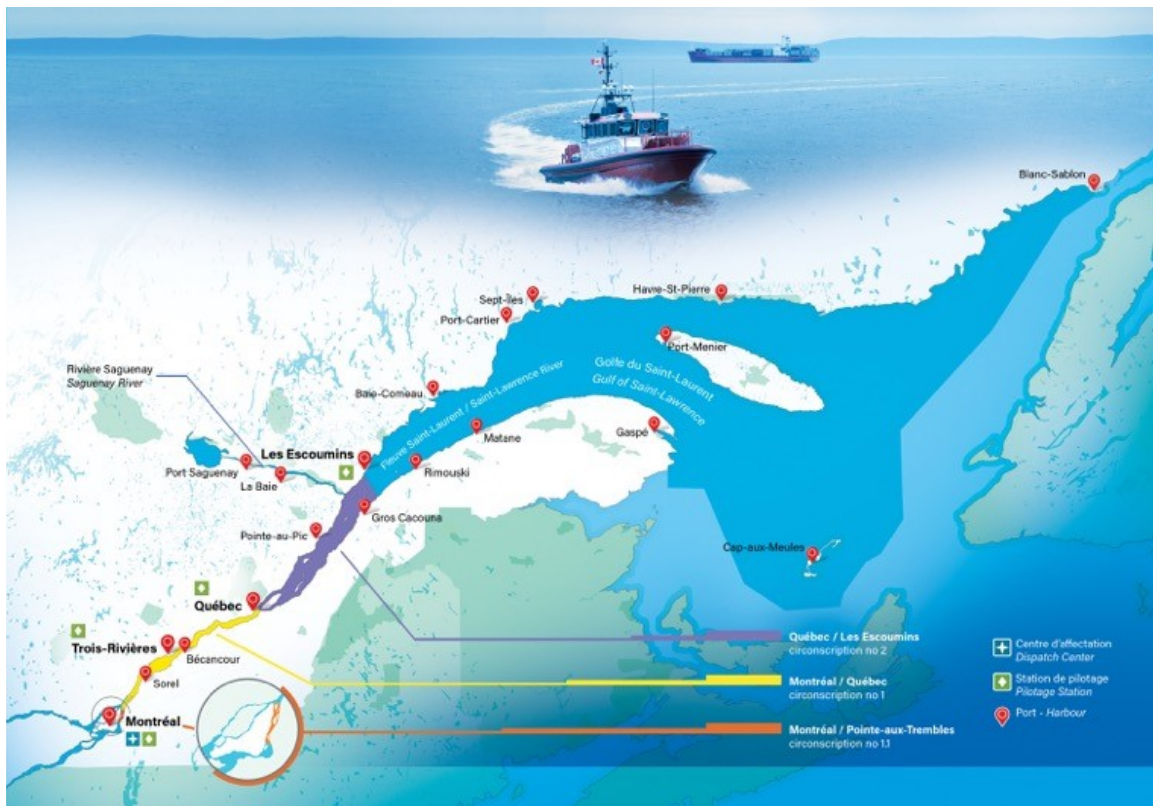 Blanc-Sablon
Havre-St-Pierre
Sept-Îles
Port-Cartier
Port-Menier
Golfe du Saint-Laurent
Gulf of Saint-Lawrence
Rivière Saguenay
Saguenay River
Baie-Comeau
Fleuve Saint-Laurent / Saint-Lawrence River
Matane
Gaspé
Les Escoumins
Rimouski
Port Saguenay
La Baie
Gros Cacouna
Pointe-au-Pic
Cap-aux-Meules
Québec
Trois-Rivières
Bécancour
Sorel
Montréal
Québec / Les Escoumins
circonscription no 2
Montréal / Québec
circonscription no 1
Montréal / Pointe-aux-Trembles
circonscription no 1.1
Centre d'affectation
Dispatch Center
Station de pilotage
Pilotage Station
Port - Harbour